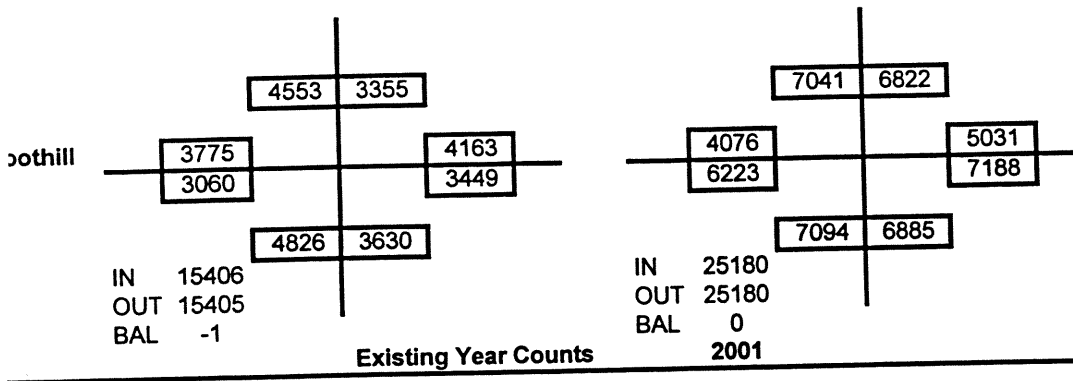 7041 6822
4553 3355
4163
5031
oothill 3775
4076
3449
7188
3060
6223
4826 3630
7094 6885
IN 15406
OUT 15405
BAL -1
IN 25180
OUT 25180
BAL 0
Existing Year Counts 2001